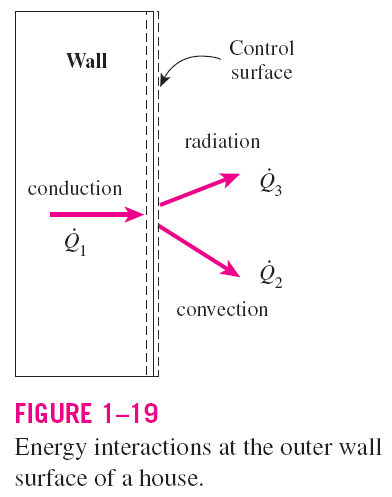 Wall
Control
surface
radiation
Q̇₃
conduction
Q̇₁
Q̇₂
convection
FIGURE 1–19
Energy interactions at the outer wall
surface of a house.